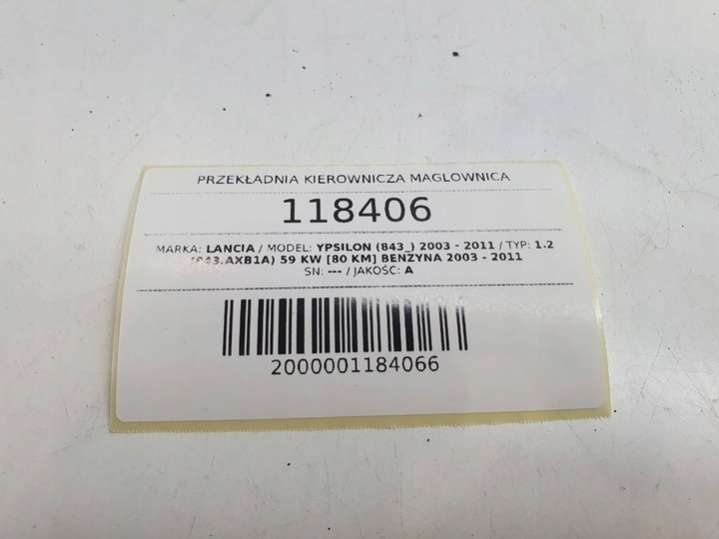 PRZEKŁADNIA KIEROWNICZA MAGLOWNICA
118406
MARKA: LANCIA / MODEL: YPSILON (843_) 2003 - 2011 / TYP: 1.2
(843.AXB1A) 59 KW [80 KM] BENZYNA 2003 - 2011
SN: --- / JAKOŚĆ: A
2000001184066